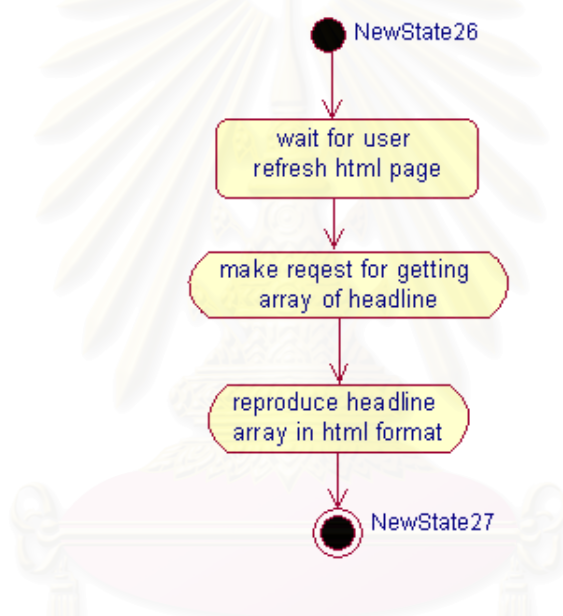 NewState26
wait for user
refresh html page
make reqest for getting
array of headline
reproduce headline
array in html format
NewState27